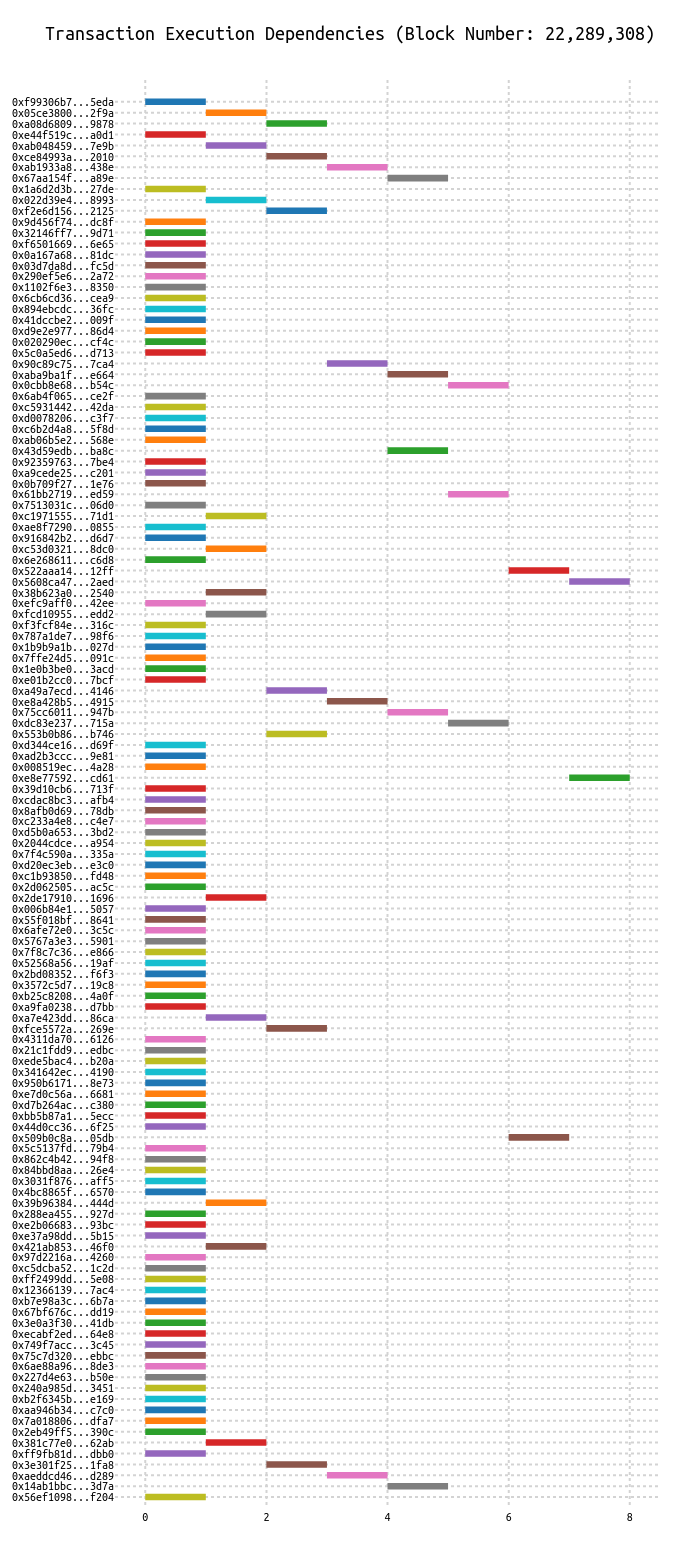 Transaction Execution Dependencies (Block Number: 22,289,308)
0xf99306b7...5eda
0x05ce3800...2f9a
0xa08d6809...9878
0xe44f519c...a0d1
0xab048459...7e9b
0xce84993a...2010
0xab1933a8...438e
0x67aa154f...a89e
0x1a6d2d3b...27de
0x022d39e4...8993
0xf2e6d156...2125
0x9d456f74...dc8f
0x32146ff7...9d71
0xf6501669...6e65
0x0a167a68...81dc
0x03d7da8d...fc5d
0x290ef5e6...2a72
0x1102f6e3...8350
0x6cb6cd36...cea9
0x894ebcdc...36fc
0x41dccbe2...009f
0xd9e2e977...86d4
0x020290ec...cf4c
0x5c0a5ed6...d713
0x90c89c75...7ca4
0xaba9ba1f...e664
0x0cbb8e68...b54c
0x6ab4f065...ce2f
0xc5931442...42da
0xd0078206...c3f7
0xc6b2d4a8...5f8d
0xab06b5e2...568e
0x43d59edb...ba8c
0x92359763...7be4
0xa9cede25...c201
0x0b709f27...1e76
0x61bb2719...ed59
0x7513031c...06d0
0xc1971555...71d1
0xae8f7290...0855
0x916842b2...d6d7
0xc53d0321...8dc0
0x6e268611...c6d8
0x522aaa14...12ff
0x5608ca47...2aed
0x38b623a0...2540
0xefc9aff0...42ee
0xfcd10955...edd2
0xf3fcf84e...316c
0x787a1de7...98f6
0x1b9b9a1b...027d
0x7ffe24d5...091c
0x1e0b3be0...3acd
0xe01b2cc0...7bcf
0xa49a7ecd...4146
0xe8a428b5...4915
0x75cc6011...947b
0xdc83e237...715a
0x553b0b86...b746
0xd344ce16...d69f
0xad2b3ccc...9e81
0x008519ec...4a28
0xe8e77592...cd61
0x39d10cb6...713f
0xcdac8bc3...afb4
0x8afb0d69...78db
0xc233a4e8...c4e7
0xd5b0a653...3bd2
0x2044cdce...a954
0x7f4c590a...335a
0xd20ec3eb...e3c0
0xc1b93850...fd48
0x2d062505...ac5c
0x2de17910...1696
0x006b84e1...5057
0x55f018bf...8641
0x6afe72e0...3c5c
0x5767a3e3...5901
0x7f8c7c36...e866
0x52568a56...19af
0x2bd08352...f6f3
0x3572c5d7...19c8
0xb25c8208...4a0f
0xa9fa0238...d7bb
0xa7e423dd...86ca
0xfce5572a...269e
0x4311da70...6126
0x21c1fdd9...edbc
0xede5bac4...b20a
0x341642ec...4190
0x950b6171...8e73
0xe7d0c56a...6681
0xd7b264ac...c380
0xbb5b87a1...5ecc
0x44d0cc36...6f25
0x509b0c8a...05db
0x5c5137fd...79b4
0x862c4b42...94f8
0x84bbd8aa...26e4
0x3031f876...aff5
0x4bc8865f...6570
0x39b96384...444d
0x288ea455...927d
0xe2b06683...93bc
0xe37a98dd...5b15
0x421ab853...46f0
0x97d2216a...4260
0xc5dcba52...1c2d
0xff2499dd...5e08
0x12366139...7ac4
0xb7e98a3c...6b7a
0x67bf676c...dd19
0x3e0a3f30...41db
0xecabf2ed...64e8
0x749f7acc...3c45
0x75c7d320...ebbc
0x6ae88a96...8de3
0x227d4e63...b50e
0x240a985d...3451
0xb2f6345b...e169
0xaa946b34...c7c0
0x7a018806...dfa7
0x2eb49ff5...390c
0x381c77e0...62ab
0xff9fb81d...dbb0
0x3e301f25...1fa8
0xaeddcd46...d289
0x14ab1bbc...3d7a
0x56ef1098...f204
0 2 4 6 8